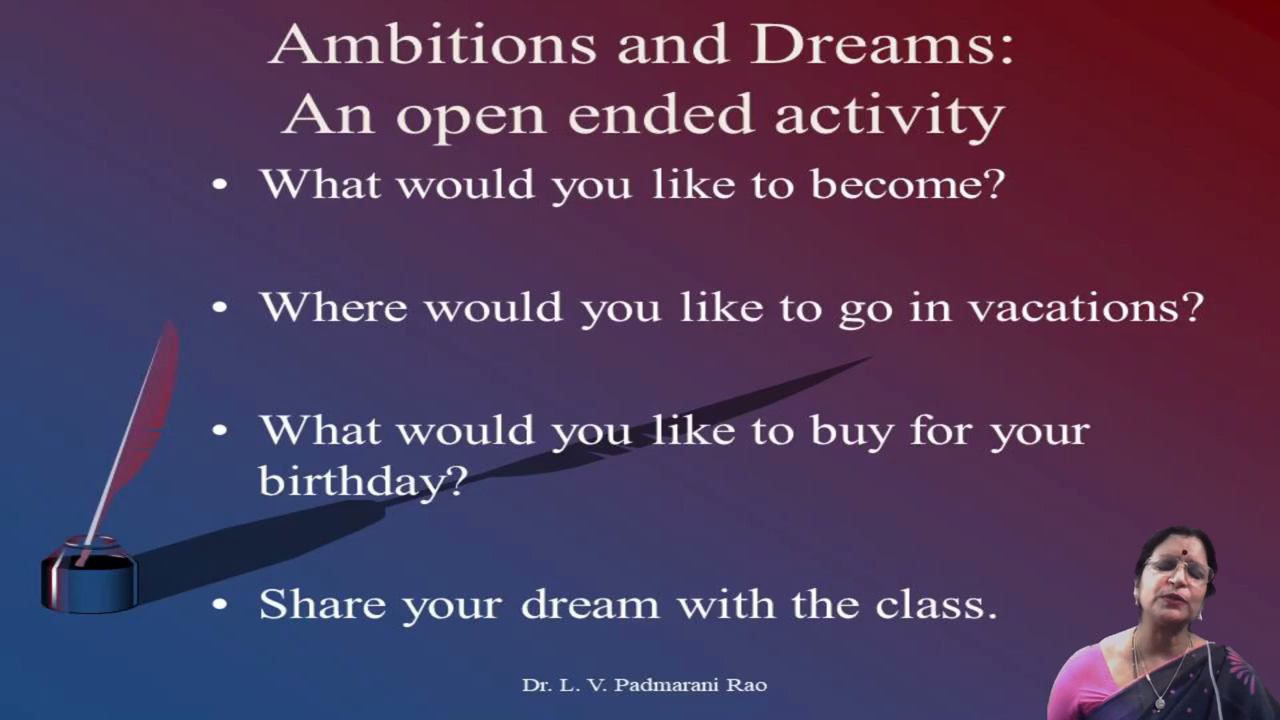 Ambitions and Dreams:
An open ended activity
• What would you like to become?
• Where would you like to go in vacations?
• What would you like to buy for your
birthday?
• Share your dream with the class.
Dr. L. V. Padmarani Rao